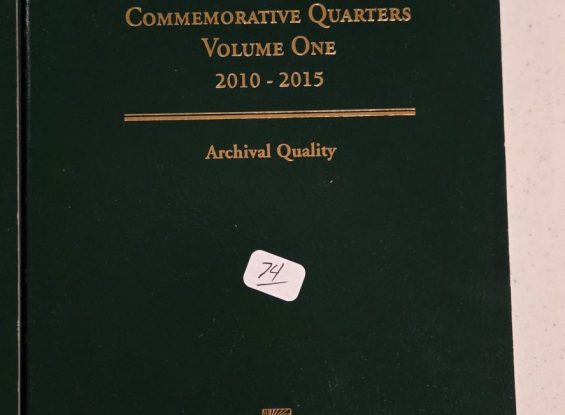 Commemorative Quarters
Volume One
2010 - 2015
Archival Quality
74